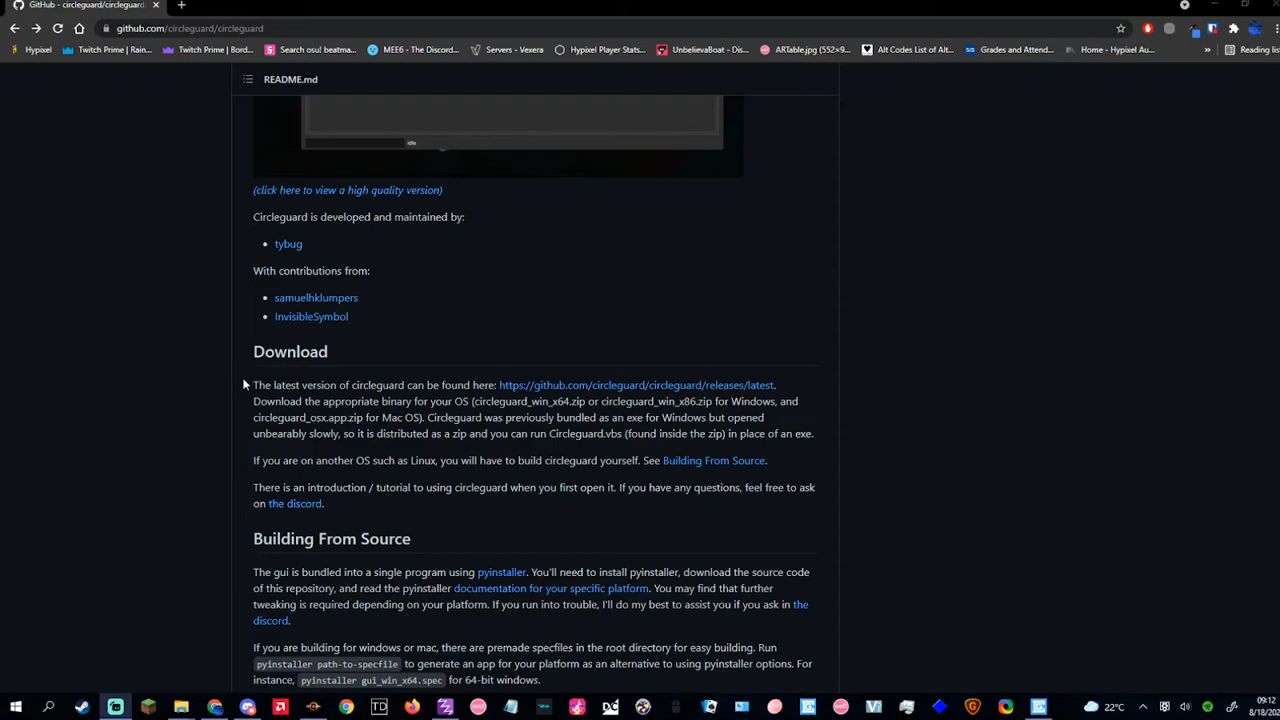 GitHub - circleguard/circleguard:
github.com/circleguard/circleguard
Hypixel
Twitch Prime | Rain...
Twitch Prime | Bord...
Search osu! beatma...
MEE6 - The Discord...
Servers - Vexera
Hypixel Player Stats...
UnbelievaBoat - Dis...
ARTable.jpg (552×9...
Alt Codes List of Alt...
Grades and Attend...
Home - Hypixel Au...
Reading list
README.md
Idle
(click here to view a high quality version)
Circleguard is developed and maintained by:
tybug
With contributions from:
samuelhklumpers
InvisibleSymbol
Download
The latest version of circleguard can be found here: https://github.com/circleguard/circleguard/releases/latest.
Download the appropriate binary for your OS (circleguard_win_x64.zip or circleguard_win_x86.zip for Windows, and
circleguard_osx.app.zip for Mac OS). Circleguard was previously bundled as an exe for Windows but opened
unbearably slowly, so it is distributed as a zip and you can run Circleguard.vbs (found inside the zip) in place of an exe.
If you are on another OS such as Linux, you will have to build circleguard yourself. See Building From Source.
There is an introduction / tutorial to using circleguard when you first open it. If you have any questions, feel free to ask
on the discord.
Building From Source
The gui is bundled into a single program using pyinstaller. You'll need to install pyinstaller, download the source code
of this repository, and read the pyinstaller documentation for your specific platform. You may find that further
tweaking is required depending on your platform. If you run into trouble, I'll do my best to assist you if you ask in the
discord.
If you are building for windows or mac, there are premade specfiles in the root directory for easy building. Run
pyinstaller path-to-specfile to generate an app for your platform as an alternative to using pyinstaller options. For
instance, pyinstaller gui_win_x64.spec for 64-bit windows.
TD
22°C
09:12
8/18/202